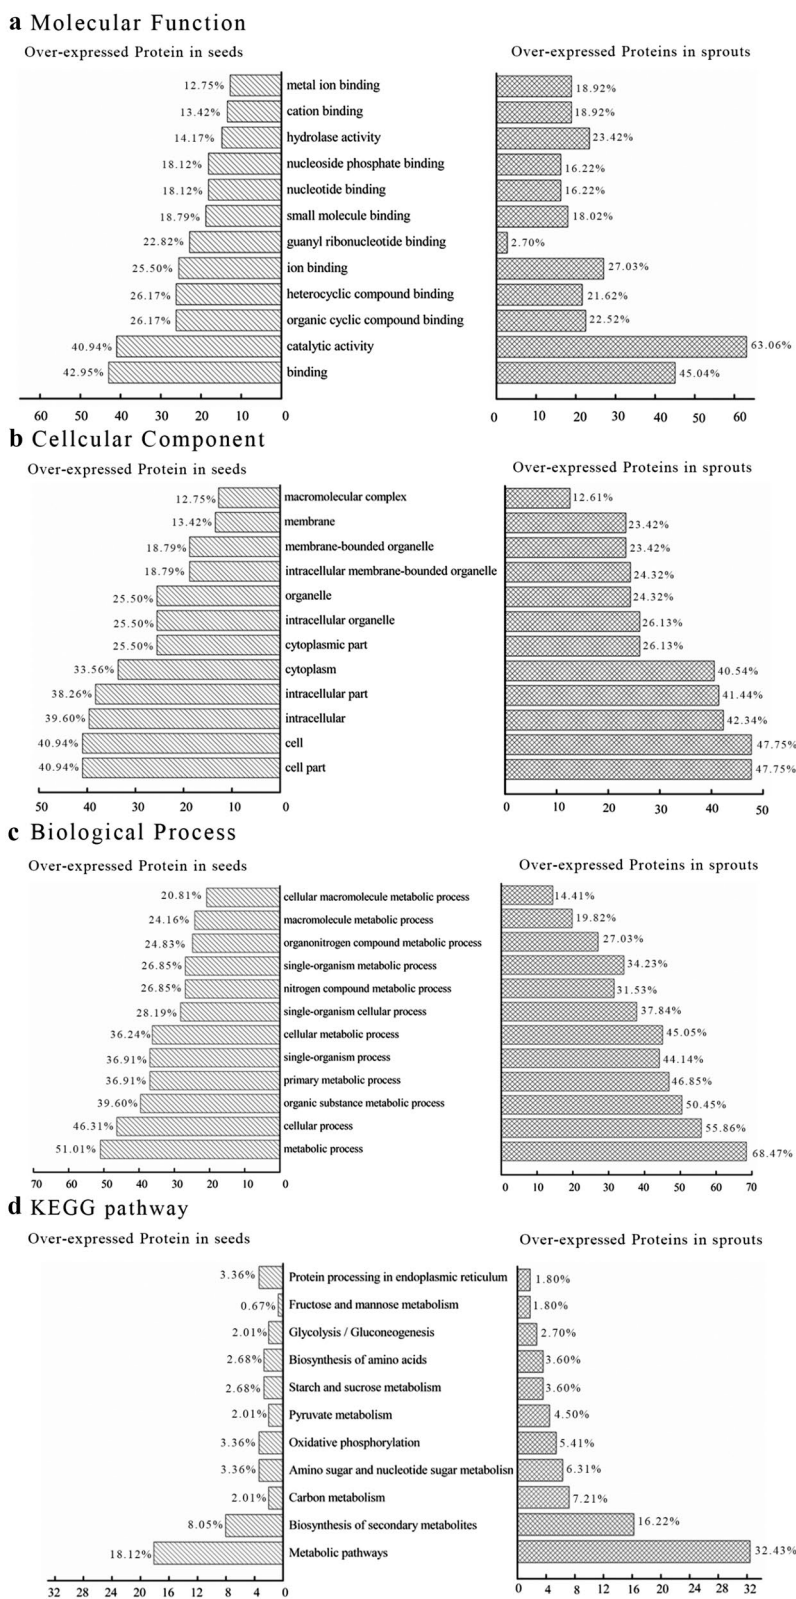 a Molecular Function
Over-expressed Protein in seeds Over-expressed Proteins in sprouts
12.75% metal ion binding 18.92%
13.42% cation binding 18.92%
14.17% hydrolase activity 23.42%
18.12% nucleoside phosphate binding 16.22%
18.12% nucleotide binding 16.22%
18.79% small molecule binding 18.02%
22.82% guanyl ribonucleotide binding 2.70%
25.50% ion binding 27.03%
26.17% heterocyclic compound binding 21.62%
26.17% organic cyclic compound binding 22.52%
40.94% catalytic activity 63.06%
42.95% binding 45.04%
60 50 40 30 20 10 0 0 10 20 30 40 50 60
b Cellcular Component
Over-expressed Protein in seeds Over-expressed Proteins in sprouts
12.75% macromolecular complex 12.61%
13.42% membrane 23.42%
18.79% membrane-bounded organelle 23.42%
18.79% intracellular membrane-bounded organelle 24.32%
25.50% organelle 24.32%
25.50% intracellular organelle 26.13%
25.50% cytoplasmic part 26.13%
33.56% cytoplasm 40.54%
38.26% intracellular part 41.44%
39.60% intracellular 42.34%
40.94% cell 47.75%
40.94% cell part 47.75%
50 40 30 20 10 0 0 10 20 30 40 50
c Biological Process
Over-expressed Protein in seeds Over-expressed Proteins in sprouts
20.81% cellular macromolecule metabolic process 14.41%
24.16% macromolecule metabolic process 19.82%
24.83% organonitrogen compound metabolic process 27.03%
26.85% single-organism metabolic process 34.23%
26.85% nitrogen compound metabolic process 31.53%
28.19% single-organism cellular process 37.84%
36.24% cellular metabolic process 45.05%
36.91% single-organism process 44.14%
36.91% primary metabolic process 46.85%
39.60% organic substance metabolic process 50.45%
46.31% cellular process 55.86%
51.01% metabolic process 68.47%
70 60 50 40 30 20 10 0 0 10 20 30 40 50 60 70
d KEGG pathway
Over-expressed Protein in seeds Over-expressed Proteins in sprouts
3.36% Protein processing in endoplasmic reticulum 1.80%
0.67% Fructose and mannose metabolism 1.80%
2.01% Glycolysis / Gluconeogenesis 2.70%
2.68% Biosynthesis of amino acids 3.60%
2.68% Starch and sucrose metabolism 3.60%
2.01% Pyruvate metabolism 4.50%
3.36% Oxidative phosphorylation 5.41%
3.36% Amino sugar and nucleotide sugar metabolisn 6.31%
2.01% Carbon metabolism 7.21%
8.05% Biosynthesis of secondary metabolites 16.22%
18.12% Metabolic pathways 32.43%
32 28 24 20 16 12 8 4 0 0 4 8 12 16 20 24 28 32